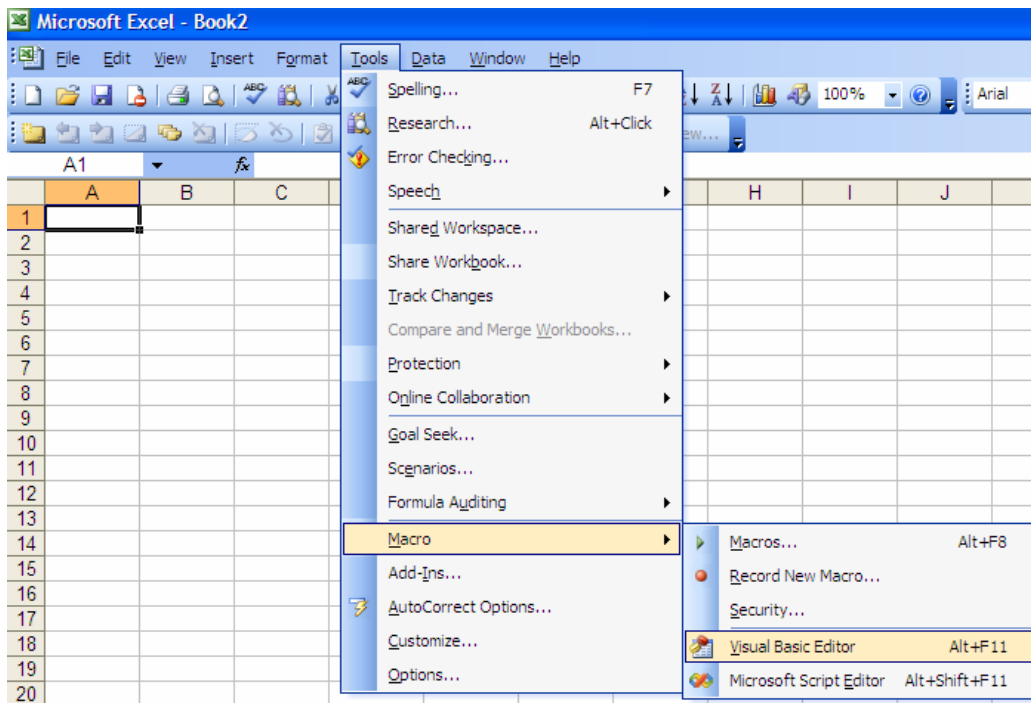 Microsoft Excel - Book2
File Edit View Insert Format Tools Data Window Help
ABC 100% Arial
A1 fx
A B C H I J
1
2
3
4
5
6
7
8
9
10
11
12
13
14
15
16
17
18
19
20
ABC Spelling... F7
Research... Alt+Click
Error Checking...
Speech
Shared Workspace...
Share Workbook...
Track Changes
Compare and Merge Workbooks...
Protection
Online Collaboration
Goal Seek...
Scenarios...
Formula Auditing
Macro
Add-Ins...
AutoCorrect Options...
Customize...
Options...
Macros... Alt+F8
Record New Macro...
Security...
Visual Basic Editor Alt+F11
Microsoft Script Editor Alt+Shift+F11